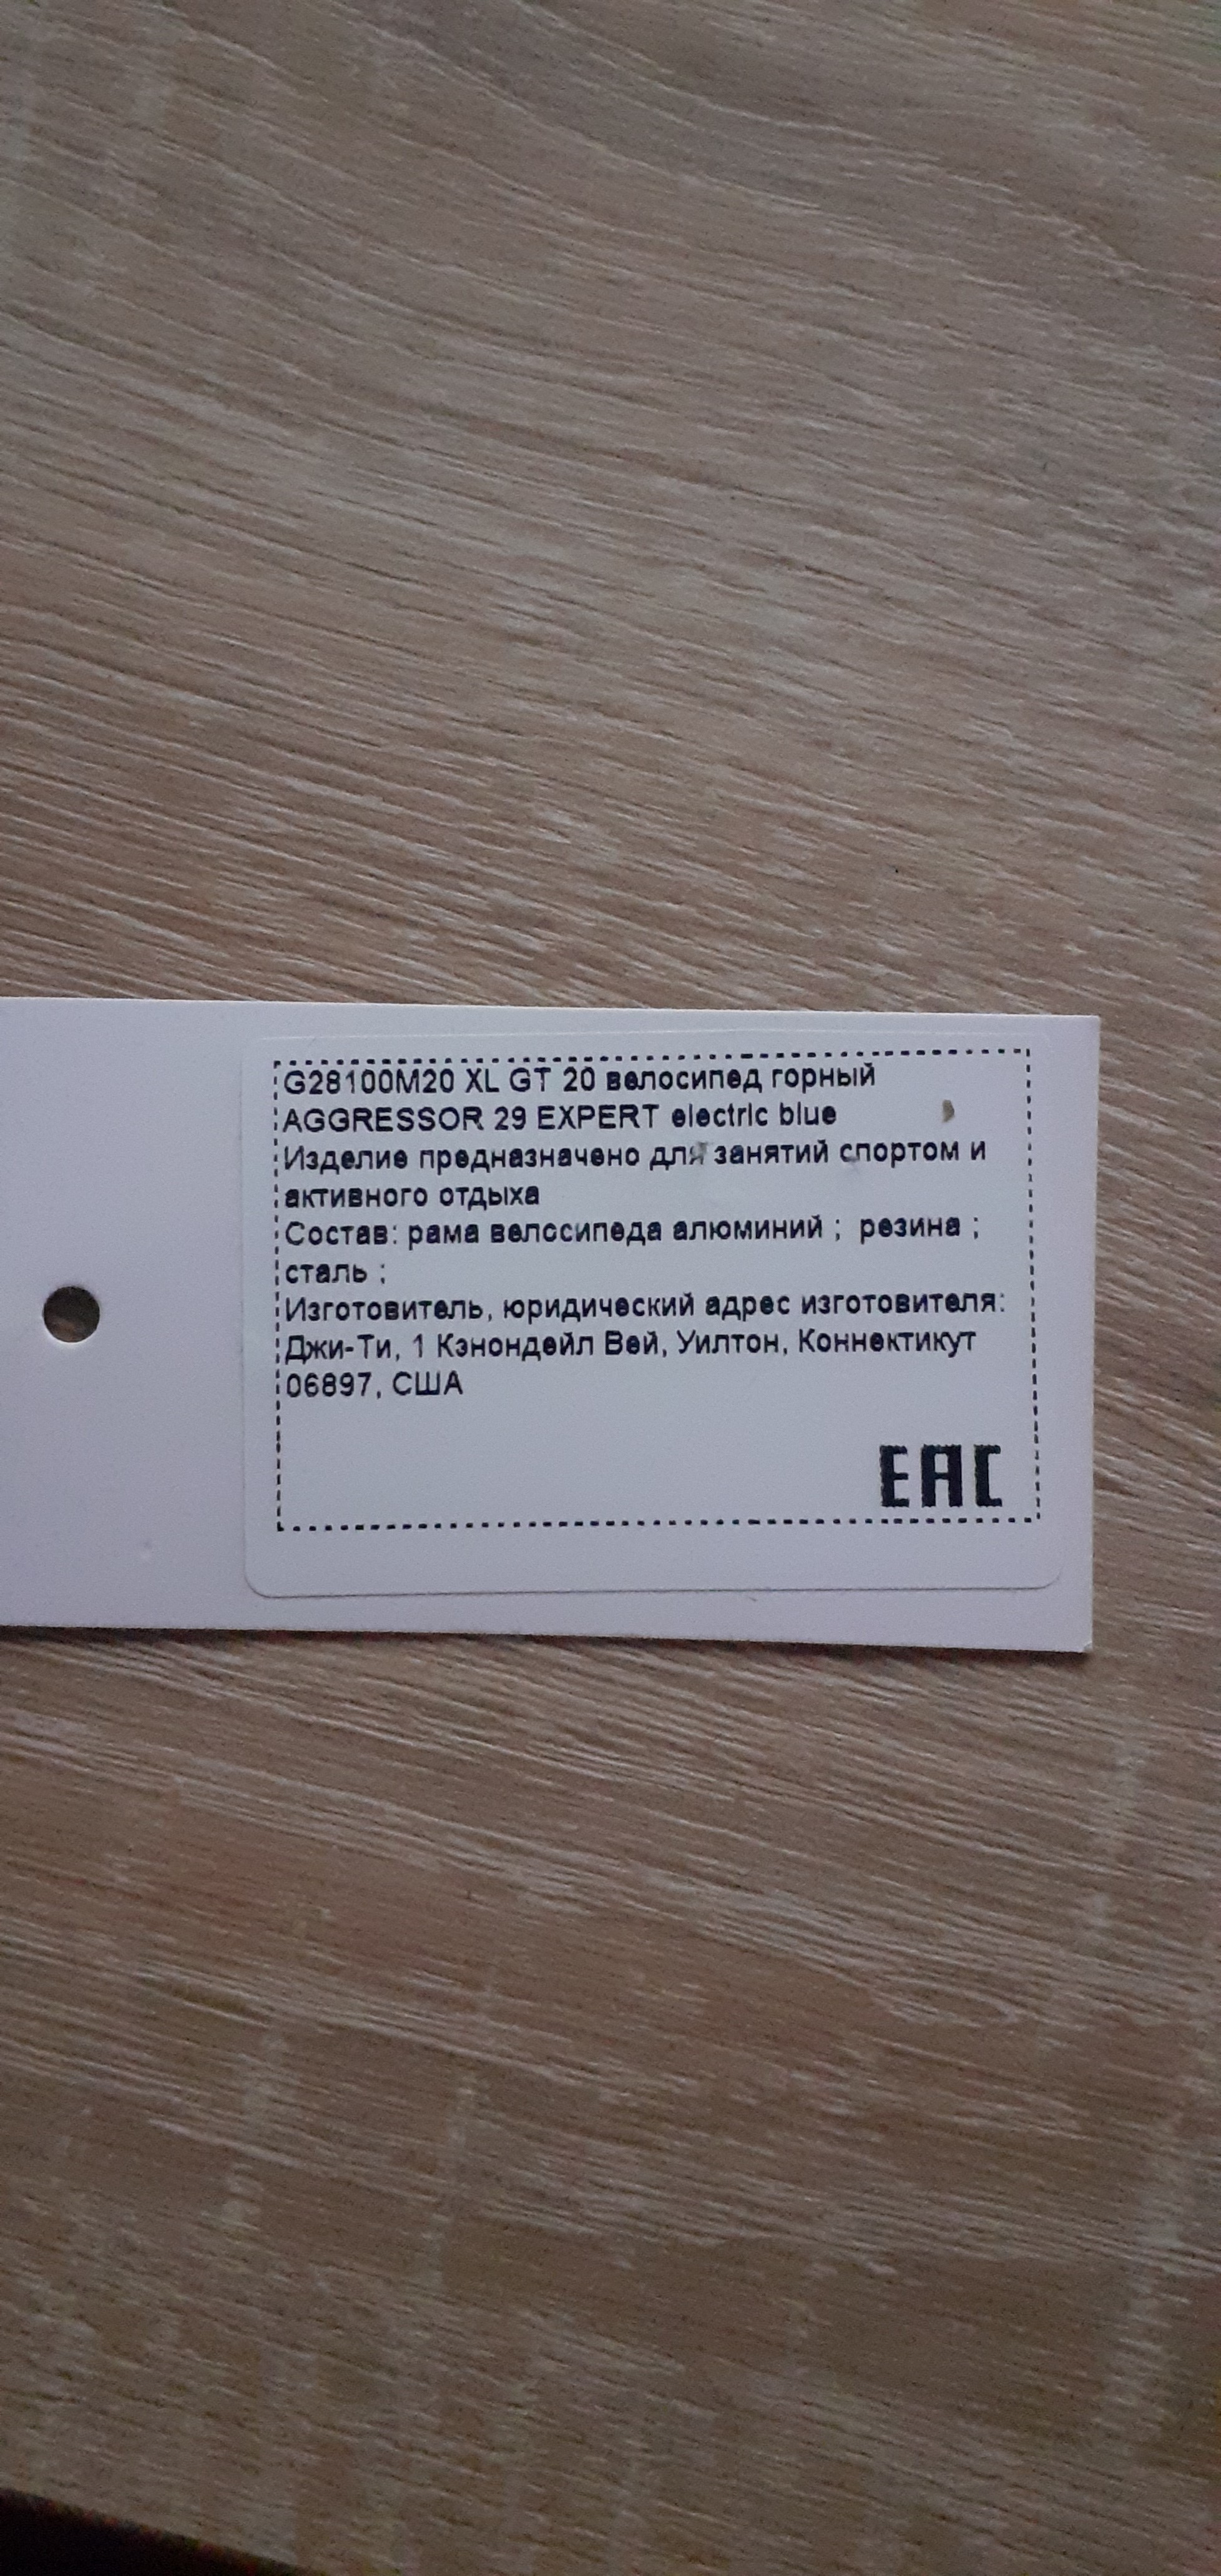 G28100M20 XL GT 20 велосипед горный
AGGRESSOR 29 EXPERT electric blue
Изделие предназначено для занятий спортом и
активного отдыха
Состав: рама велосипеда алюминий ; резина ;
сталь ;
Изготовитель, юридический адрес изготовителя:
Джи-Ти, 1 Кэнондейл Вей, Уилтон, Коннектикут
06897, США
EAC